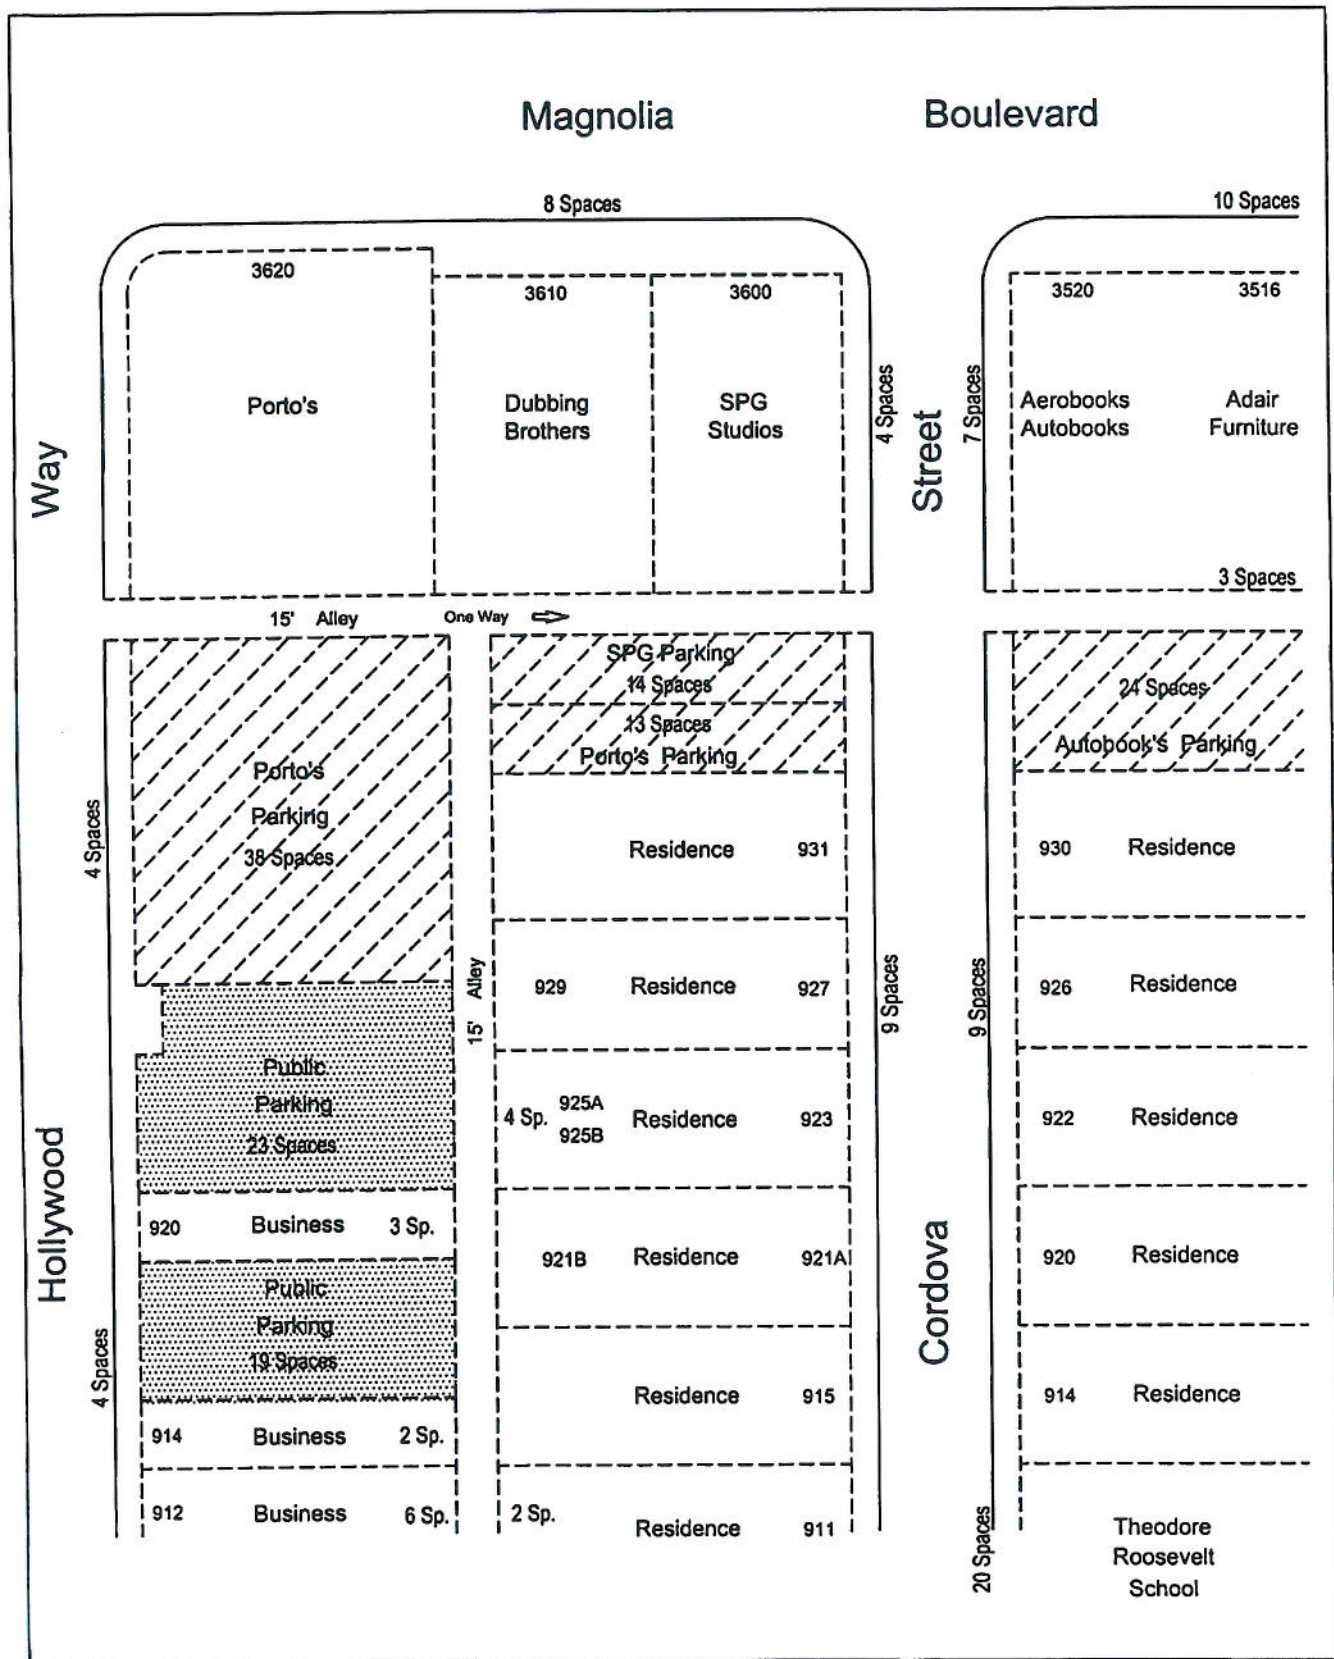 Magnolia Boulevard
8 Spaces
10 Spaces
3620
3610
3600
3520
3516
Porto's
Dubbing
Brothers
SPG
Studios
4 Spaces
Street
7 Spaces
Aerobooks
Autobooks
Adair
Furniture
Way
3 Spaces
15' Alley
One Way
SPG Parking
14 Spaces
13 Spaces
Porto's Parking
24 Spaces
Autobook's Parking
Porto's
Parking
38 Spaces
4 Spaces
Residence 931
930 Residence
15' Alley
929 Residence 927
9 Spaces
9 Spaces
926 Residence
Public
Parking
23 Spaces
4 Sp.
925A
925B
Residence 923
922 Residence
Hollywood
920 Business 3 Sp.
921B Residence 921A
Cordova
920 Residence
Public
Parking
19 Spaces
4 Spaces
Residence 915
914 Residence
914 Business 2 Sp.
912 Business 6 Sp.
2 Sp.
Residence 911
20 Spaces
Theodore
Roosevelt
School